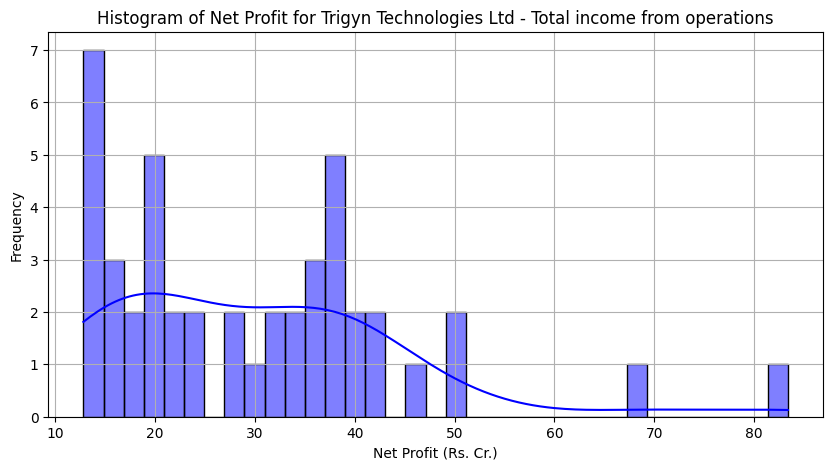 Histogram of Net Profit for Trigyn Technologies Ltd - Total income from operations
7
6
5
4
3
2
1
0
Frequency
10 20 30 40 50 60 70 80
Net Profit (Rs. Cr.)